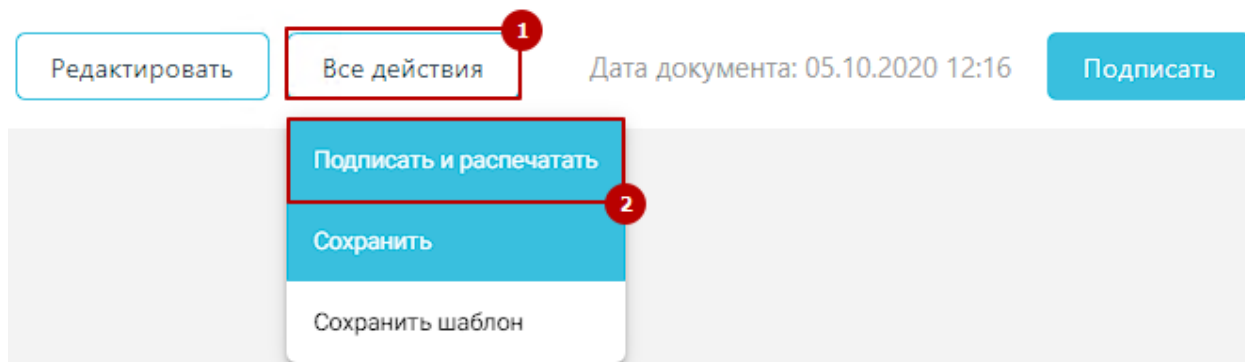 1
Редактировать Все действия Дата документа: 05.10.2020 12:16 Подписать
Подписать и распечатать
2
Сохранить
Сохранить шаблон